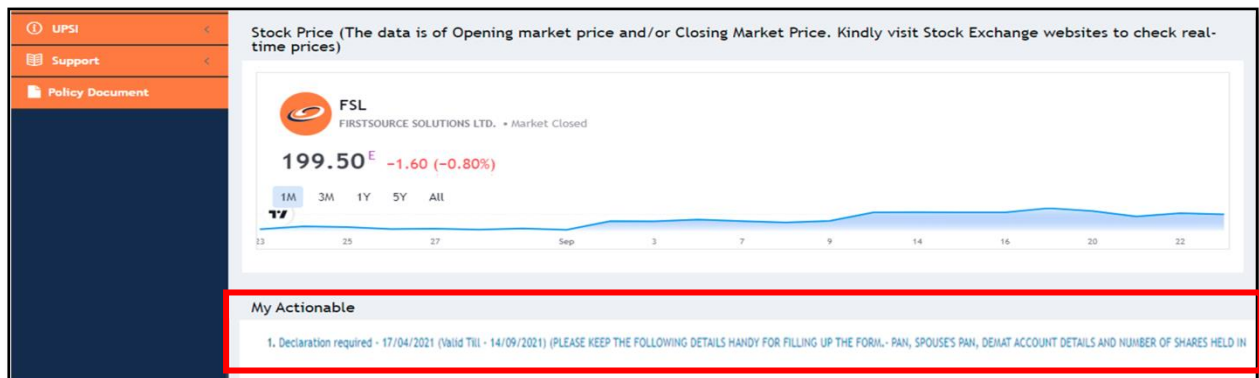 UPSI
Support
Policy Document
Stock Price (The data is of Opening market price and/or Closing Market Price. Kindly visit Stock Exchange websites to check real-
time prices)
FSL
FIRSTSOURCE SOLUTIONS LTD. • Market Closed
199.50 E −1.60 (−0.80%)
1M 3M 1Y 5Y All
23 25 27 Sep 3 7 9 14 16 20 22
My Actionable
1. Declaration required - 17/04/2021 (Valid Till - 14/09/2021) (PLEASE KEEP THE FOLLOWING DETAILS HANDY FOR FILLING UP THE FORM.- PAN, SPOUSE'S PAN, DEMAT ACCOUNT DETAILS AND NUMBER OF SHARES HELD IN